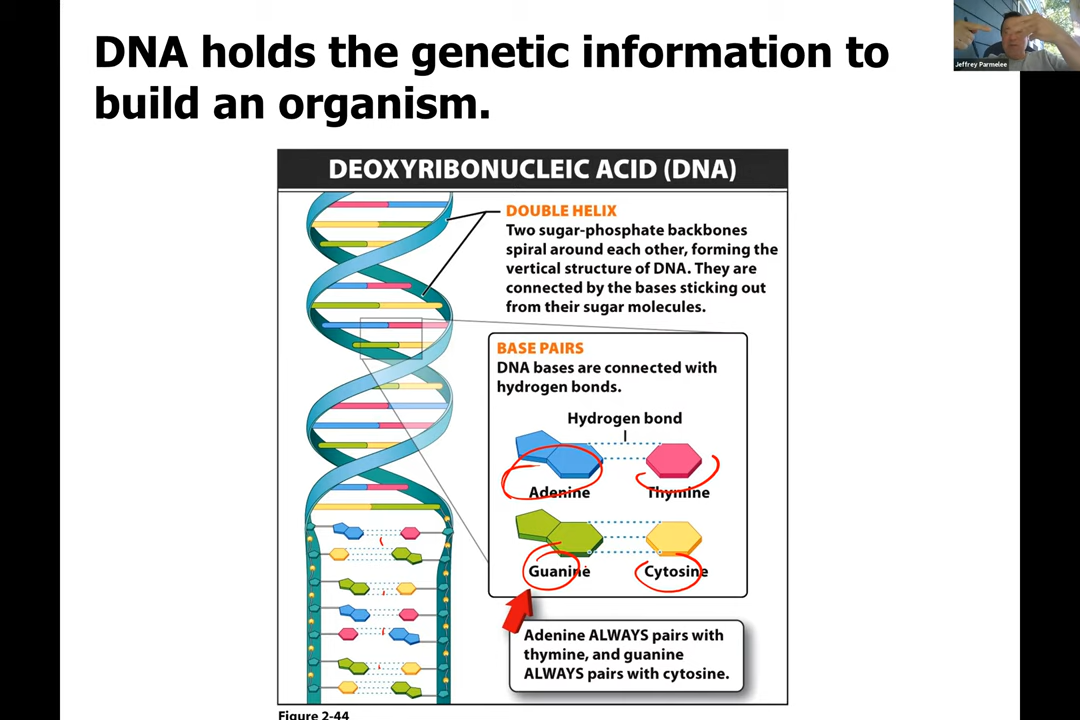 DNA holds the genetic information to
build an organism.
Jeffrey Parmelee
DEOXYRIBONUCLEIC ACID (DNA)
DOUBLE HELIX
Two sugar-phosphate backbones
spiral around each other, forming the
vertical structure of DNA. They are
connected by the bases sticking out
from their sugar molecules.
BASE PAIRS
DNA bases are connected with
hydrogen bonds.
Hydrogen bond
Adenine
Thymine
Guanine
Cytosine
Adenine ALWAYS pairs with
thymine, and guanine
ALWAYS pairs with cytosine.
Figure 2-44